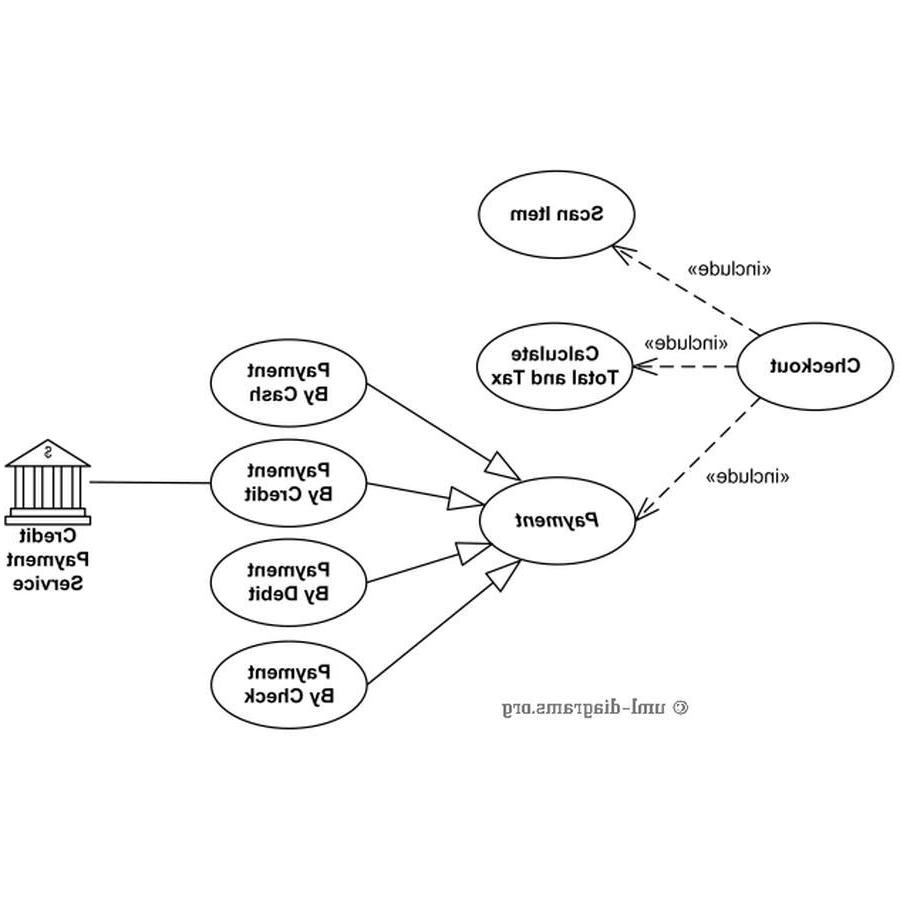 Scan Item
«include»
Calculate
Total and Tax
«include»
Checkout
Payment
By Cash
Payment
By Credit
«include»
Payment
Payment
By Debit
Payment
By Check
$
Credit
Payment
Service
© uml-diagrams.org